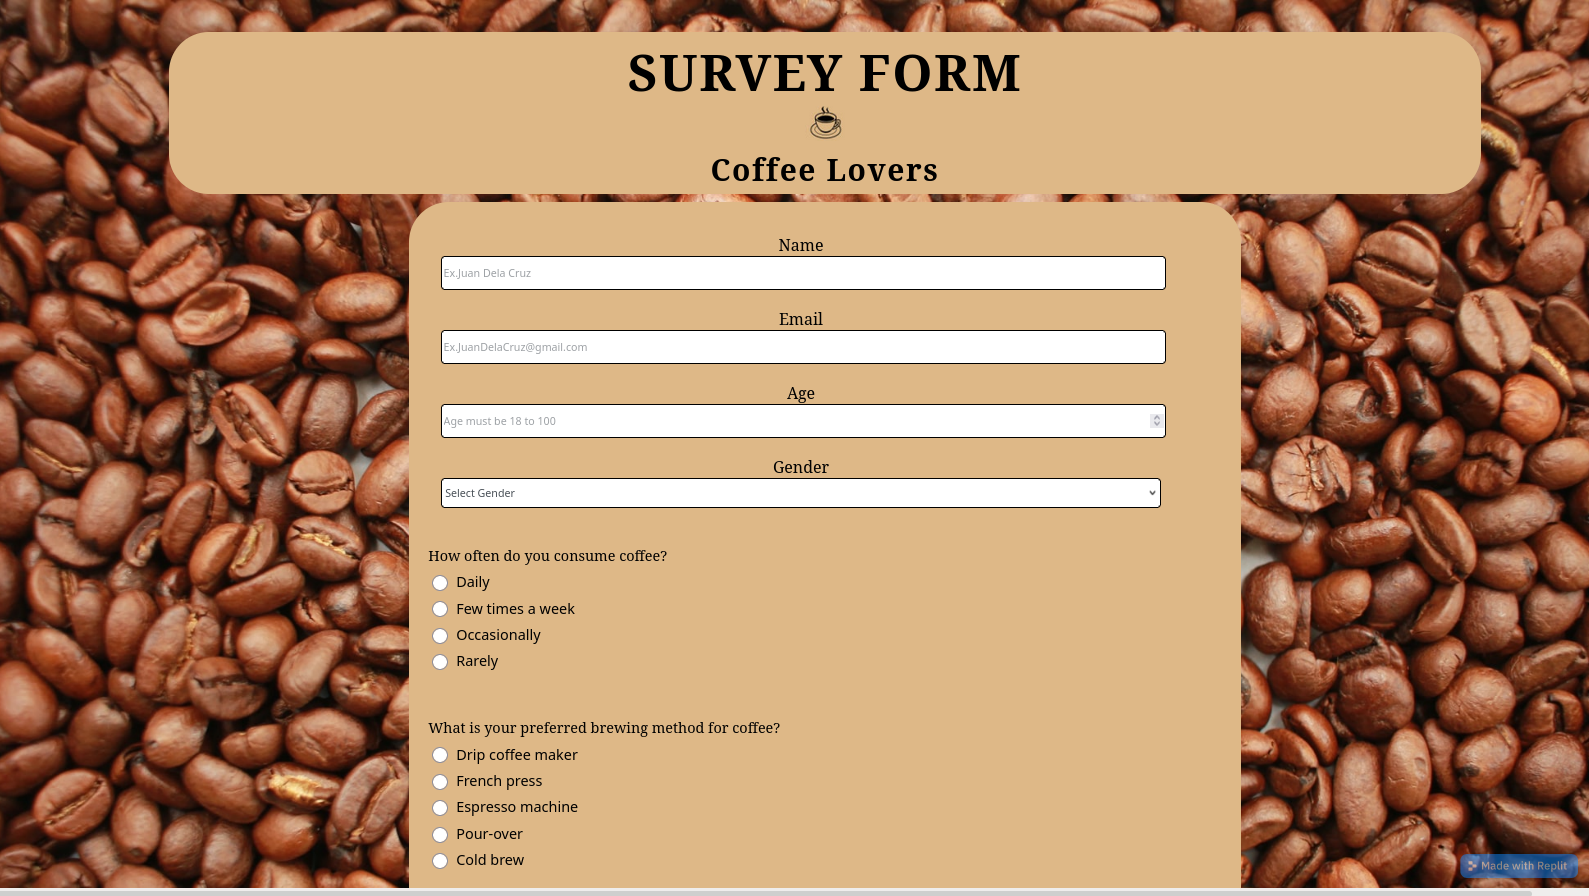 SURVEY FORM
Coffee Lovers
Name
Ex.Juan Dela Cruz
Email
Ex.JuanDelaCruz@gmail.com
Age
Age must be 18 to 100
Gender
Select Gender
How often do you consume coffee?
Daily
Few times a week
Occasionally
Rarely
What is your preferred brewing method for coffee?
Drip coffee maker
French press
Espresso machine
Pour-over
Cold brew
Made with Replit